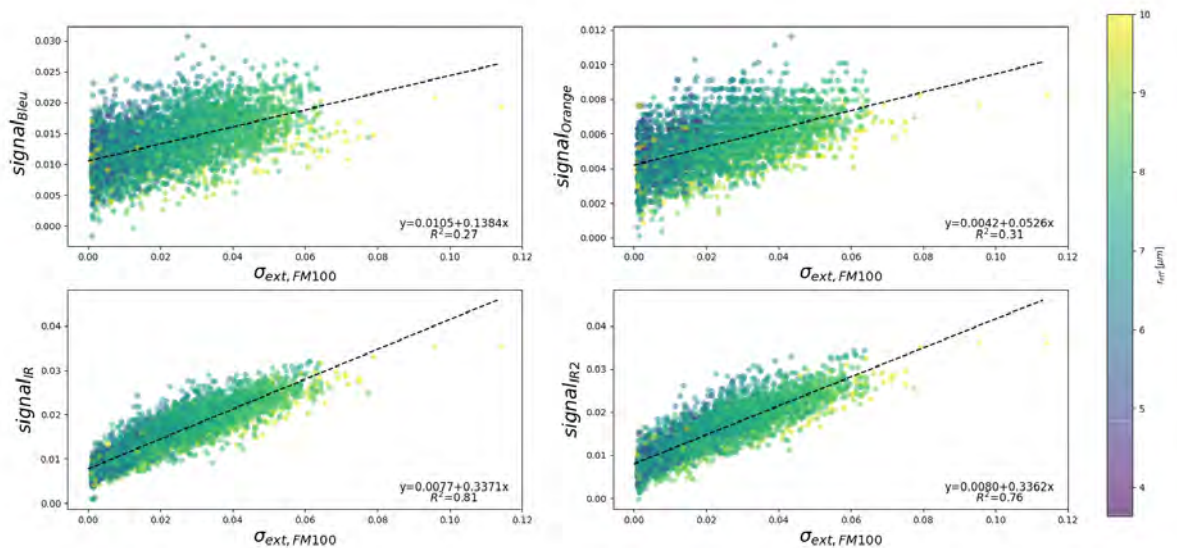 0.030
0.025
0.020
0.015
0.010
0.005
0.000
signal_Bleu
y=0.0105+0.1384x
R²=0.27
0.00 0.02 0.04 0.06 0.08 0.10 0.12
σ_ext, FM100
0.012
0.010
0.008
0.006
0.004
0.002
0.000
signal_Orange
y=0.0042+0.0526x
R²=0.31
0.00 0.02 0.04 0.06 0.08 0.10 0.12
σ_ext, FM100
0.04
0.03
0.02
0.01
0.00
signal_IR
y=0.0077+0.3371x
R²=0.81
0.00 0.02 0.04 0.06 0.08 0.10 0.12
σ_ext, FM100
0.04
0.03
0.02
0.01
0.00
signal_IR2
y=0.0080+0.3362x
R²=0.76
0.00 0.02 0.04 0.06 0.08 0.10 0.12
σ_ext, FM100
10
9
8
7
6
5
4
r_eff [μm]